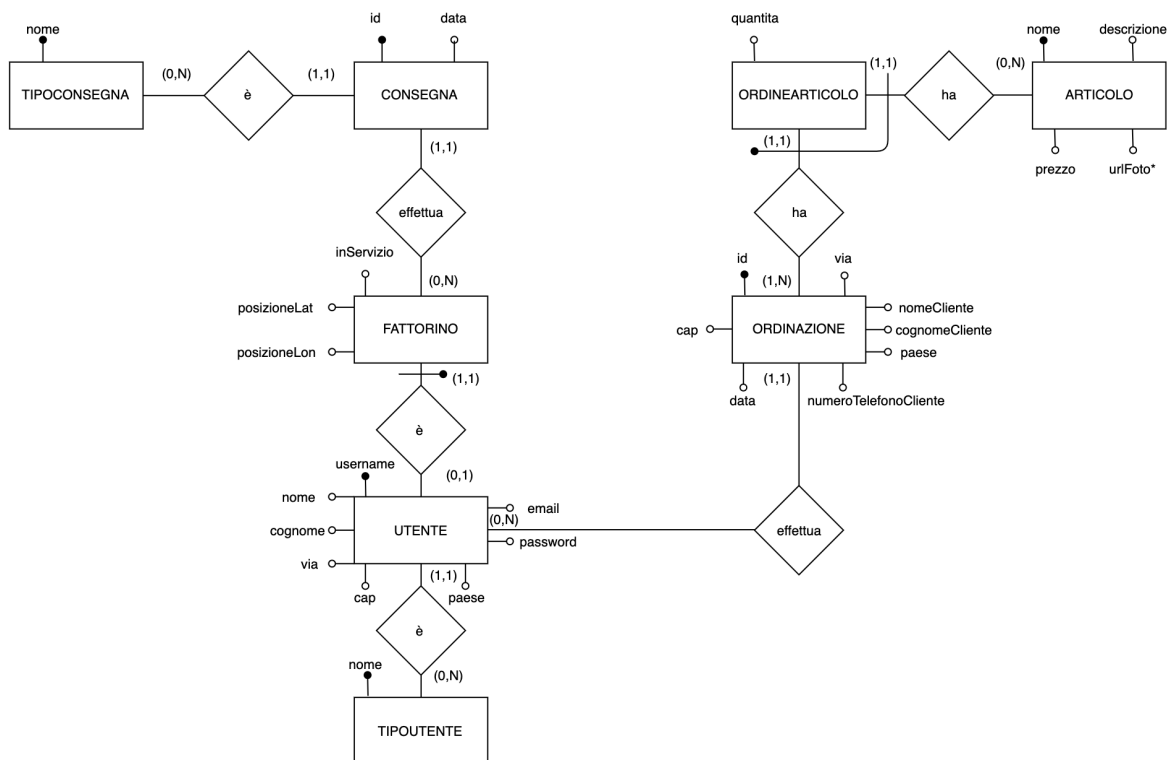 nome
id
data
quantita
nome
descrizione
(0,N)
(1,1)
(1,1)
(0,N)
TIPOCONSEGNA
è
CONSEGNA
ORDINEARTICOLO
ha
ARTICOLO
(1,1)
(1,1)
prezzo
urlFoto*
effettua
ha
inServizio
id
via
(0,N)
(1,N)
posizioneLat
nomeCliente
FATTORINO
cap
ORDINAZIONE
cognomeCliente
posizioneLon
paese
(1,1)
(1,1)
data
numeroTelefonoCliente
è
username
(0,1)
nome
email
(0,N)
cognome
UTENTE
effettua
password
via
(1,1)
cap
paese
è
nome
(0,N)
TIPOUTENTE